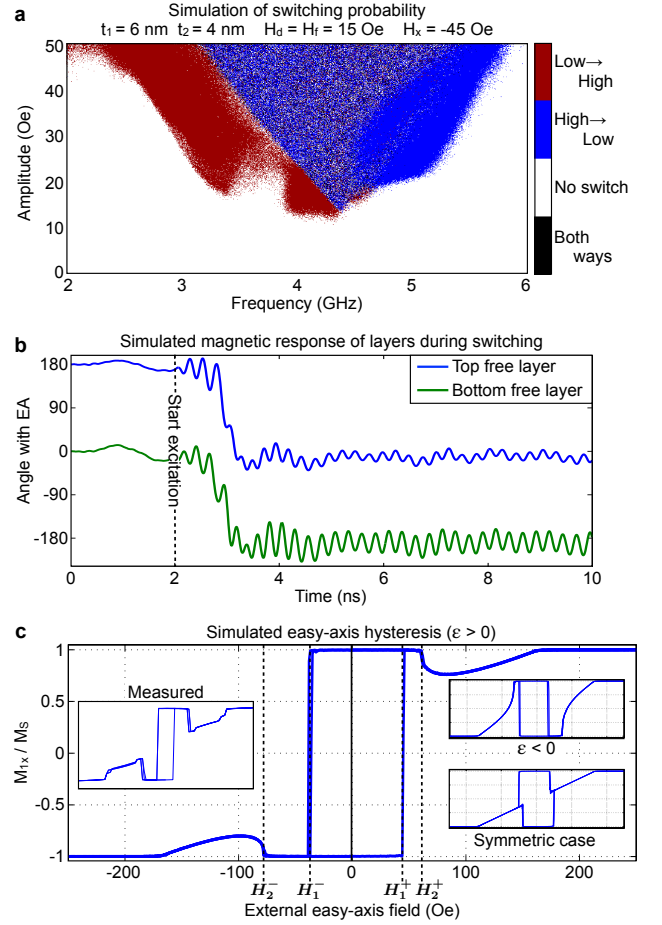 a
Simulation of switching probability
t₁ = 6 nm t₂ = 4 nm H_d = H_f = 15 Oe H_x = -45 Oe
Amplitude (Oe)
50
40
30
20
10
0
2 3 4 5 6
Frequency (GHz)
Low→
High
High→
Low
No switch
Both
ways
b
Simulated magnetic response of layers during switching
Angle with EA
180
90
0
-90
-180
Start excitation
Top free layer
Bottom free layer
0 2 4 6 8 10
Time (ns)
c
Simulated easy-axis hysteresis (ε > 0)
M₁ₓ / M_S
1
0.5
0
-0.5
-1
Measured
ε < 0
Symmetric case
-200 -100 0 100 200
H₂⁻ H₁⁻ H₁⁺ H₂⁺
External easy-axis field (Oe)